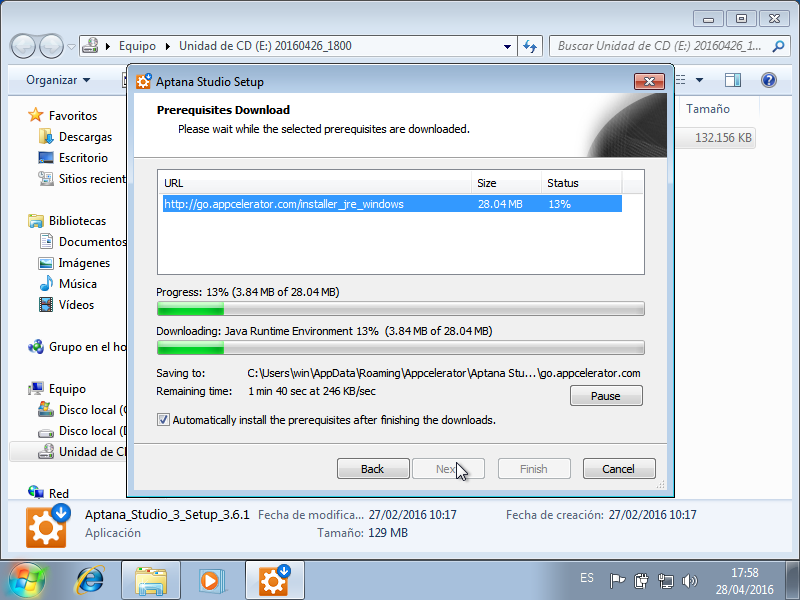 Equipo
Unidad de CD (E:) 20160426_1800
Buscar Unidad de CD (E:) 20160426_1...
Organizar
Aptana Studio Setup
Prerequisites Download
Please wait while the selected prerequisites are downloaded.
Favoritos
Descargas
Escritorio
Sitios recient
Bibliotecas
Documentos
Imágenes
Música
Vídeos
Grupo en el ho
Equipo
Disco local (
Disco local (
Unidad de C
Red
Tamaño
132.156 KB
URL Size Status
http://go.appcelerator.com/installer_jre_windows 28.04 MB 13%
Progress: 13% (3.84 MB of 28.04 MB)
Downloading: Java Runtime Environment 13% (3.84 MB of 28.04 MB)
Saving to: C:\Users\win\AppData\Roaming\Appcelerator\Aptana Stu...\go.appcelerator.com
Remaining time: 1 min 40 sec at 246 KB/sec
Pause
Automatically install the prerequisites after finishing the downloads.
Back Nex Finish Cancel
Aptana_Studio_3_Setup_3.6.1 Fecha de modifica... 27/02/2016 10:17 Fecha de creación: 27/02/2016 10:17
Aplicación Tamaño: 129 MB
ES
17:58
28/04/2016